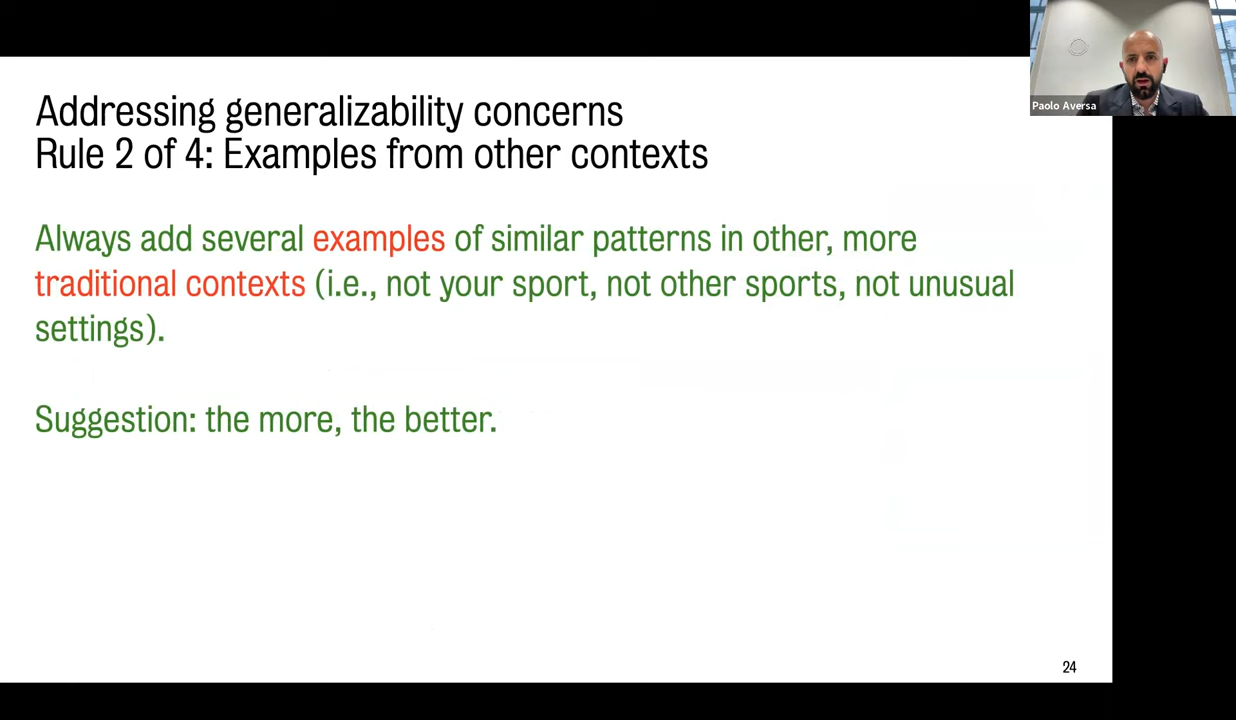 Paolo Aversa
Addressing generalizability concerns
Rule 2 of 4: Examples from other contexts
Always add several examples of similar patterns in other, more
traditional contexts (i.e., not your sport, not other sports, not unusual
settings).
Suggestion: the more, the better.
24